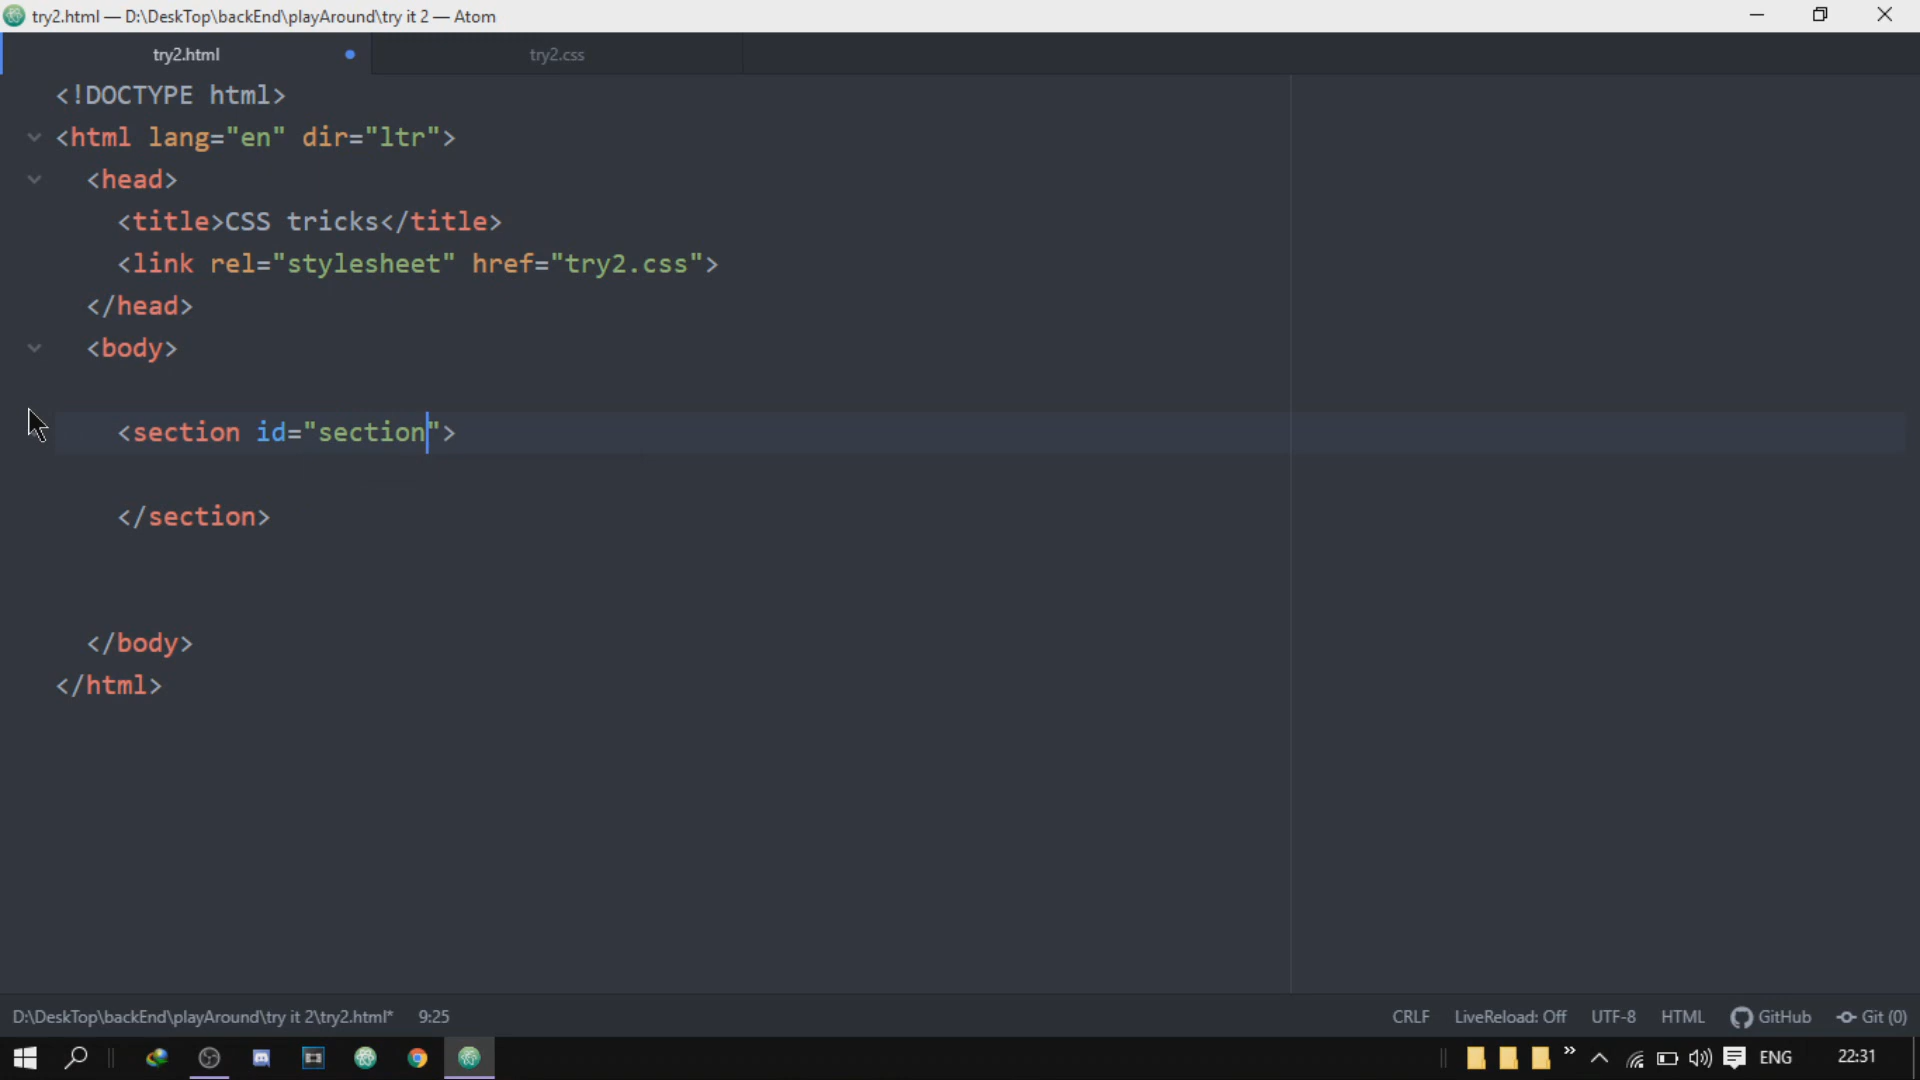 try2.html — D:\DeskTop\backEnd\playAround\try it 2 — Atom
try2.html
try2.css
<!DOCTYPE html>
<html lang="en" dir="ltr">
<head>
<title>CSS tricks</title>
<link rel="stylesheet" href="try2.css">
</head>
<body>
<section id="section">
</section>
</body>
</html>
D:\DeskTop\backEnd\playAround\try it 2\try2.html* 9:25
CRLF LiveReload: Off UTF-8 HTML GitHub Git (0)
ENG 22:31